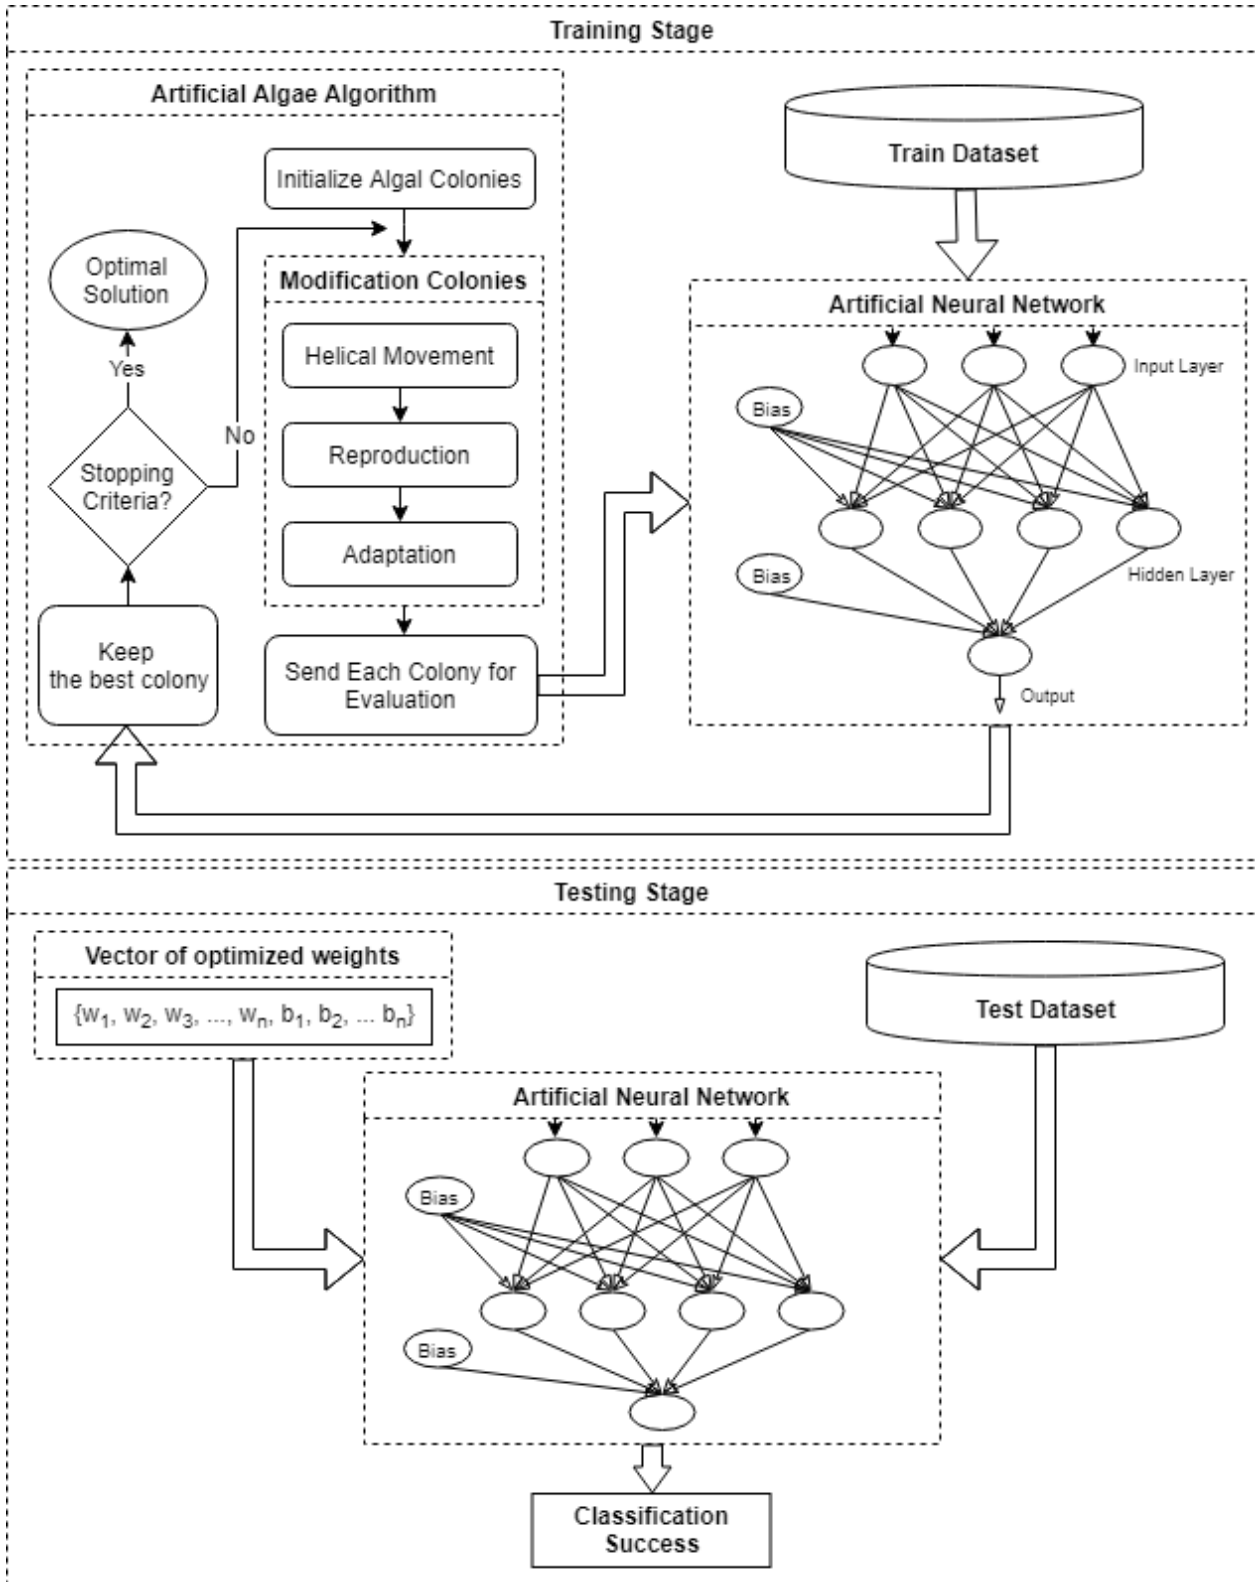 Training Stage
Artificial Algae Algorithm
Initialize Algal Colonies
Optimal
Solution
Yes
No
Stopping
Criteria?
Keep
the best colony
Modification Colonies
Helical Movement
Reproduction
Adaptation
Send Each Colony for
Evaluation
Train Dataset
Artificial Neural Network
Input Layer
Bias
Bias
Hidden Layer
Output
Testing Stage
Vector of optimized weights
{w1, w2, w3, ..., wn, b1, b2, ... bn}
Test Dataset
Artificial Neural Network
Bias
Bias
Classification
Success